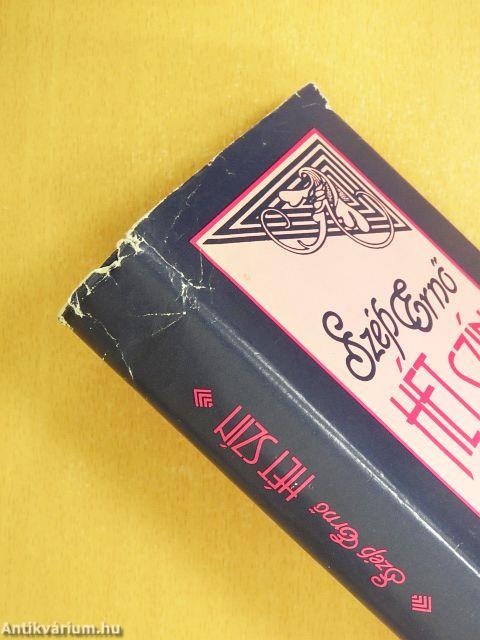 Szép Ernő
HÉT SZÍN
Szép Ernő HÉT SZÍN
Antikvárium.hu